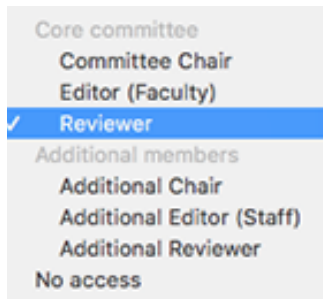 Core committee
Committee Chair
Editor (Faculty)
✓ Reviewer
Additional members
Additional Chair
Additional Editor (Staff)
Additional Reviewer
No access